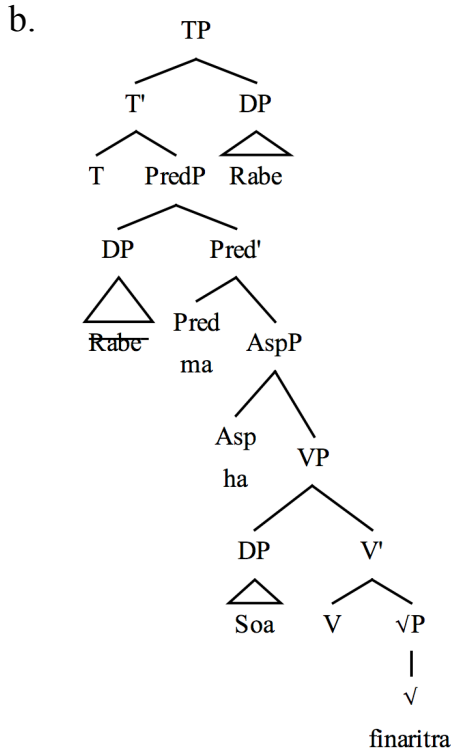 b.
TP
T' DP
T PredP Rabe
DP Pred'
Rabe Pred AspP
ma
Asp VP
ha
DP V'
Soa V √P
√
finaritra